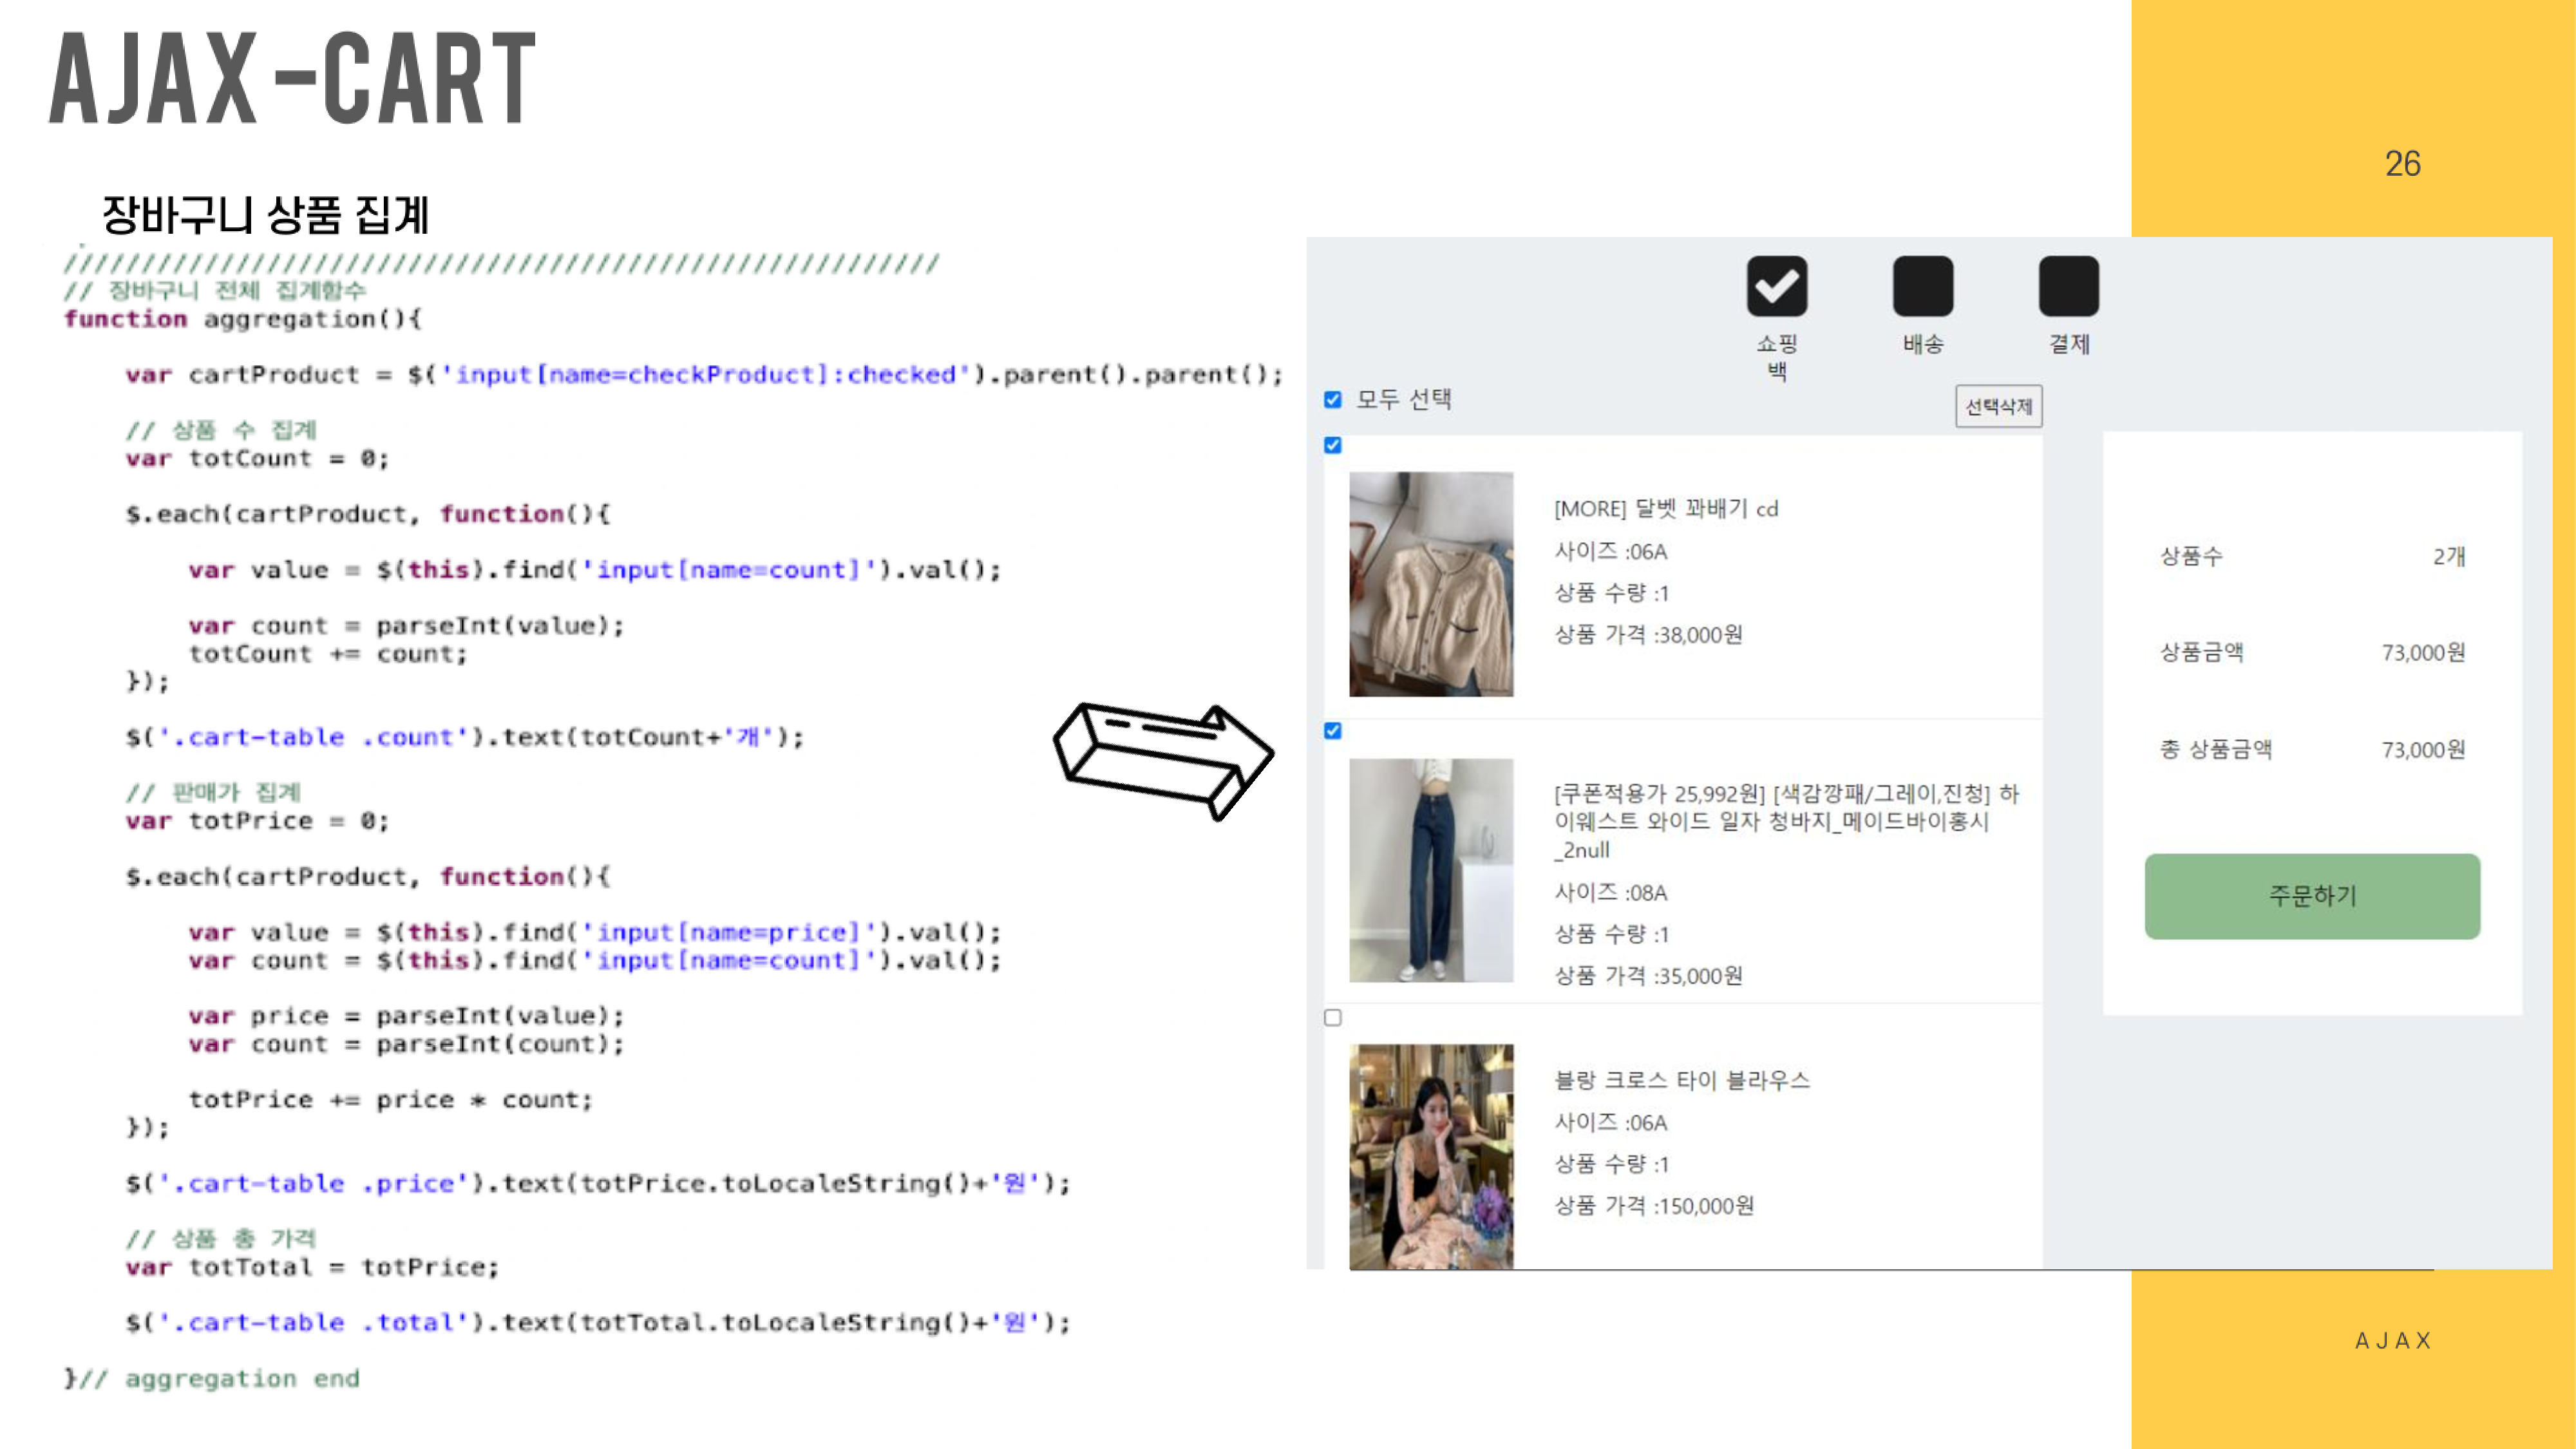 AJAX-CART
26
장바구니 상품 집계
////////////////////////////////////////////////////////
// 장바구니 전체 집계함수
function aggregation(){
var cartProduct = $('input[name=checkProduct]:checked').parent().parent();
// 상품 수 집계
var totCount = 0;
$.each(cartProduct, function(){
var value = $(this).find('input[name=count]').val();
var count = parseInt(value);
totCount += count;
});
$('.cart-table .count').text(totCount+'개');
// 판매가 집계
var totPrice = 0;
$.each(cartProduct, function(){
var value = $(this).find('input[name=price]').val();
var count = $(this).find('input[name=count]').val();
var price = parseInt(value);
var count = parseInt(count);
totPrice += price * count;
});
$('.cart-table .price').text(totPrice.toLocaleString()+'원');
// 상품 총 가격
var totTotal = totPrice;
$('.cart-table .total').text(totTotal.toLocaleString()+'원');
}// aggregation end
쇼핑
백
배송
결제
모두 선택
선택삭제
[MORE] 달벳 꽈배기 cd
사이즈 :06A
상품 수량 :1
상품 가격 :38,000원
[쿠폰적용가 25,992원] [색감깡패/그레이,진청] 하
이웨스트 와이드 일자 청바지_메이드바이홍시
_2null
사이즈 :08A
상품 수량 :1
상품 가격 :35,000원
블랑 크로스 타이 블라우스
사이즈 :06A
상품 수량 :1
상품 가격 :150,000원
상품수 2개
상품금액 73,000원
총 상품금액 73,000원
주문하기
AJAX